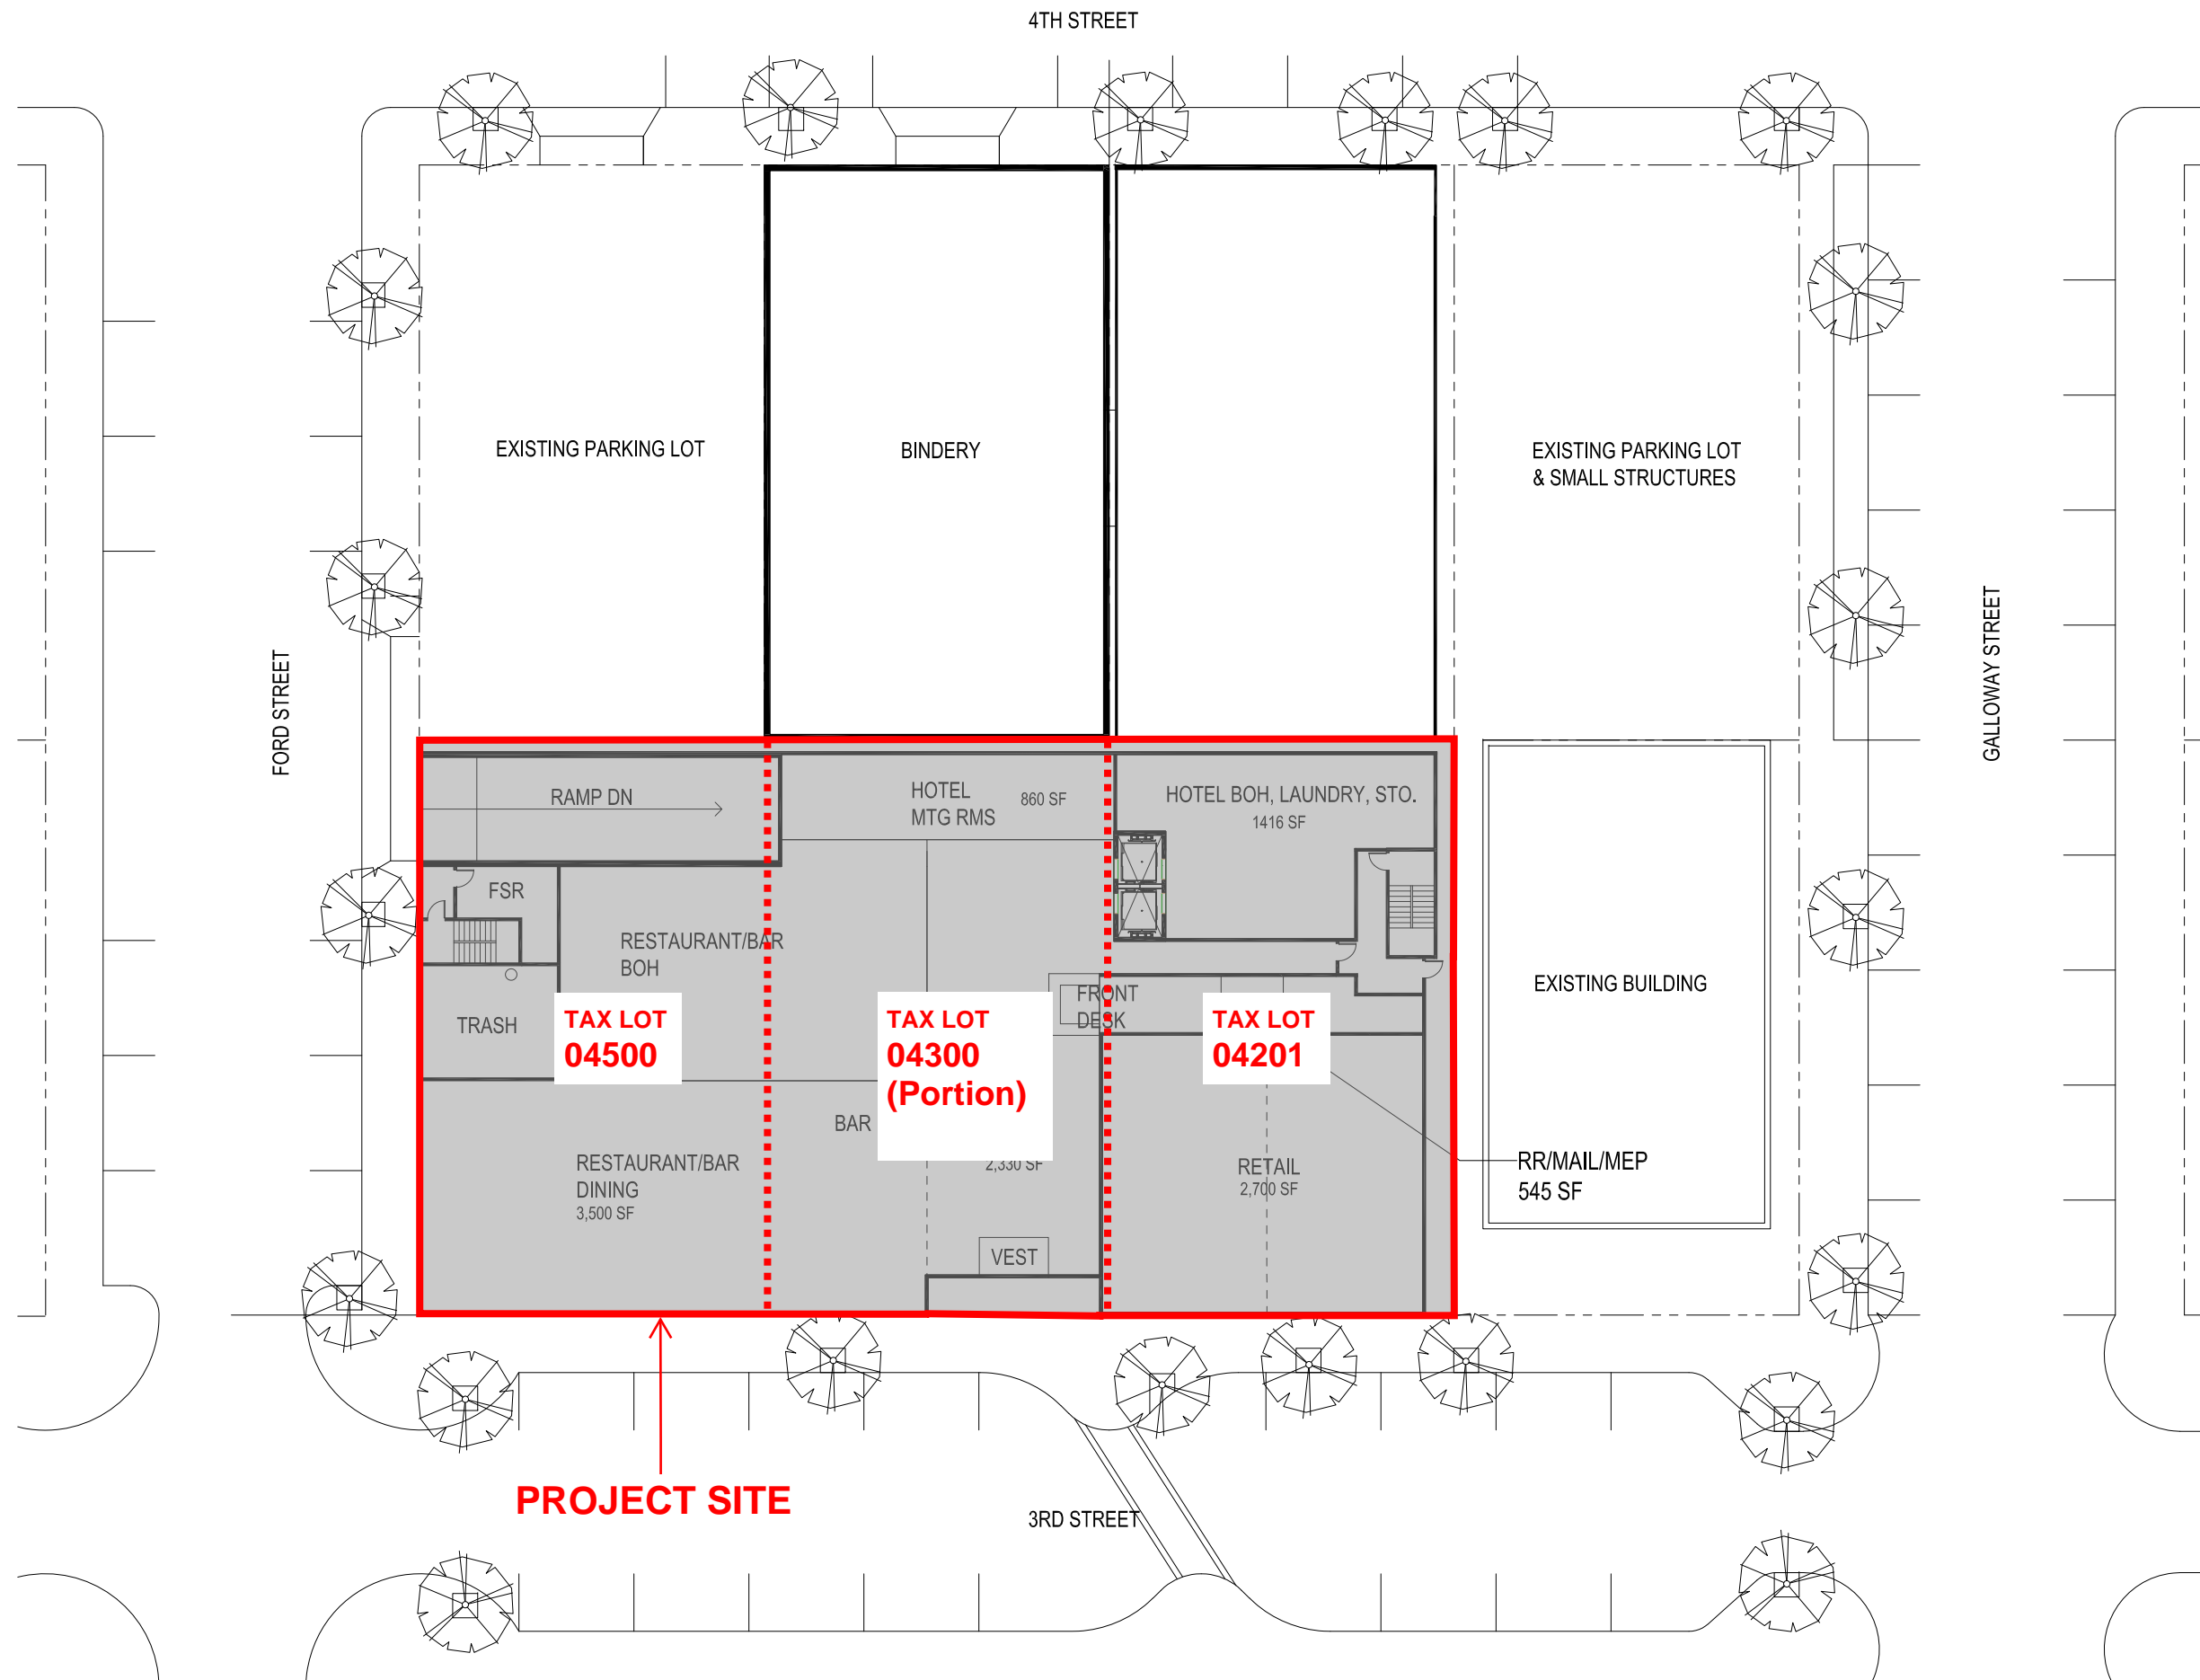 4TH STREET
EXISTING PARKING LOT
BINDERY
EXISTING PARKING LOT
& SMALL STRUCTURES
FORD STREET
GALLOWAY STREET
RAMP DN
HOTEL
MTG RMS
860 SF
HOTEL BOH, LAUNDRY, STO.
1416 SF
FSR
RESTAURANT/BAR
BOH
TRASH
FRONT
DESK
EXISTING BUILDING
TAX LOT
04500
TAX LOT
04300
(Portion)
TAX LOT
04201
BAR
2,330 SF
RESTAURANT/BAR
DINING
3,500 SF
RETAIL
2,700 SF
RR/MAIL/MEP
545 SF
VEST
PROJECT SITE
3RD STREET